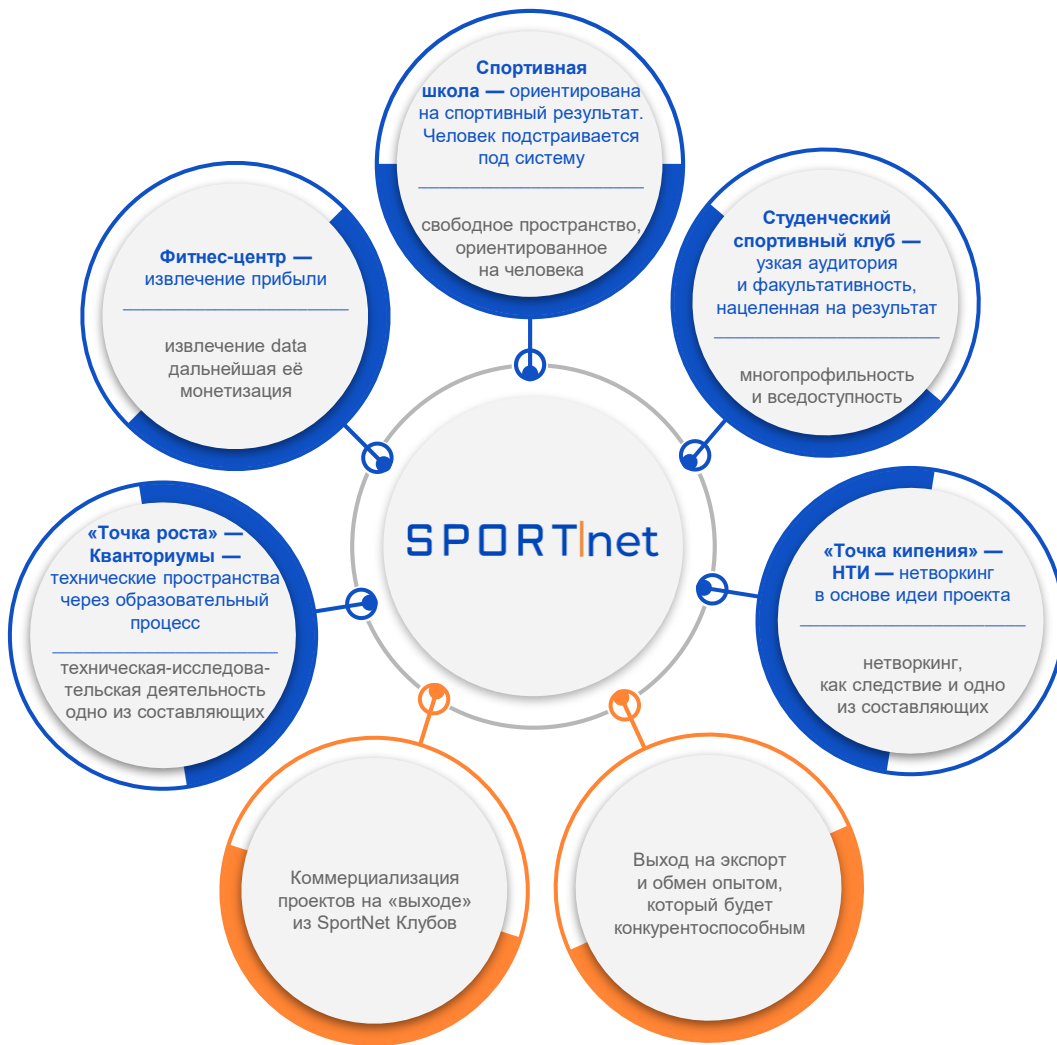 Спортивная
школа — ориентирована
на спортивный результат.
Человек подстраивается
под систему
свободное пространство,
ориентированное
на человека
Фитнес-центр —
извлечение прибыли
извлечение data
дальнейшая её
монетизация
Студенческий
спортивный клуб —
узкая аудитория
и факультативность,
нацеленная на результат
многопрофильность
и вседоступность
«Точка роста» —
Кванториумы —
технические пространства
через образовательный
процесс
техническая-исследова-
тельская деятельность
одно из составляющих
SPORT|net
«Точка кипения» —
НТИ — нетворкинг
в основе идеи проекта
нетворкинг,
как следствие и одно
из составляющих
Коммерциализация
проектов на «выходе»
из SportNet Клубов
Выход на экспорт
и обмен опытом,
который будет
конкурентоспособным